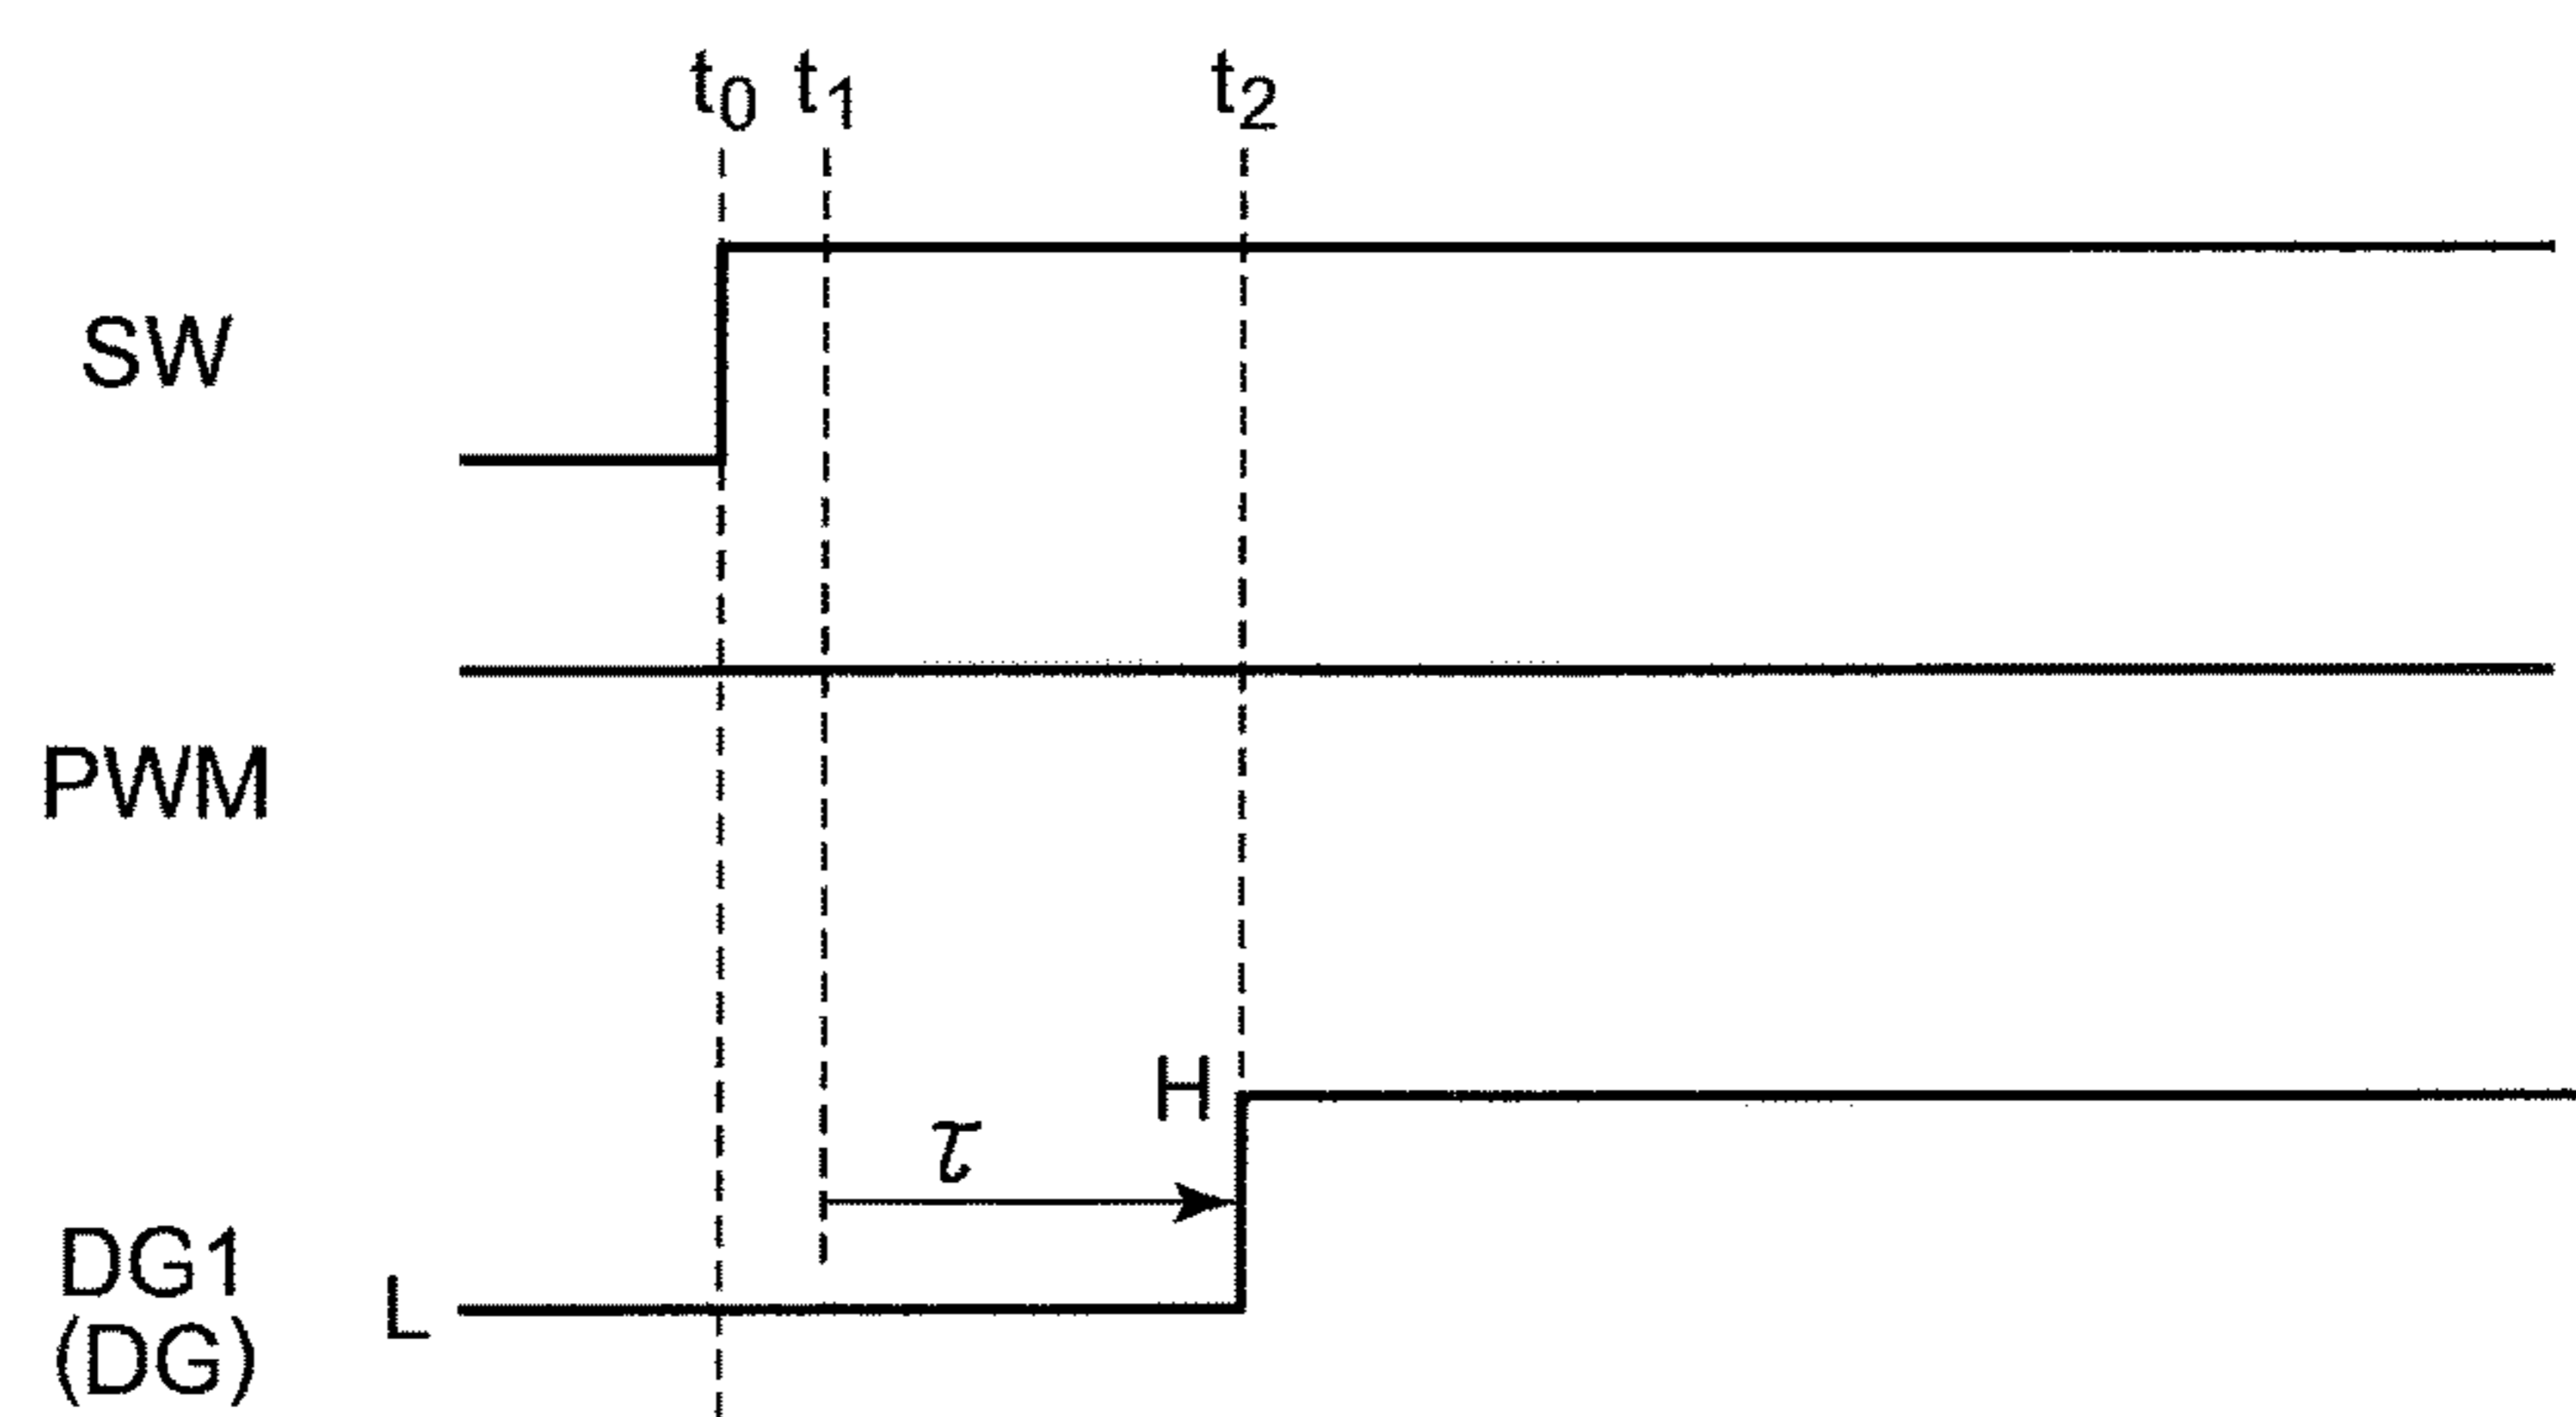 t0 t1 t2
SW
PWM
H
τ
DG1
L
(DG)